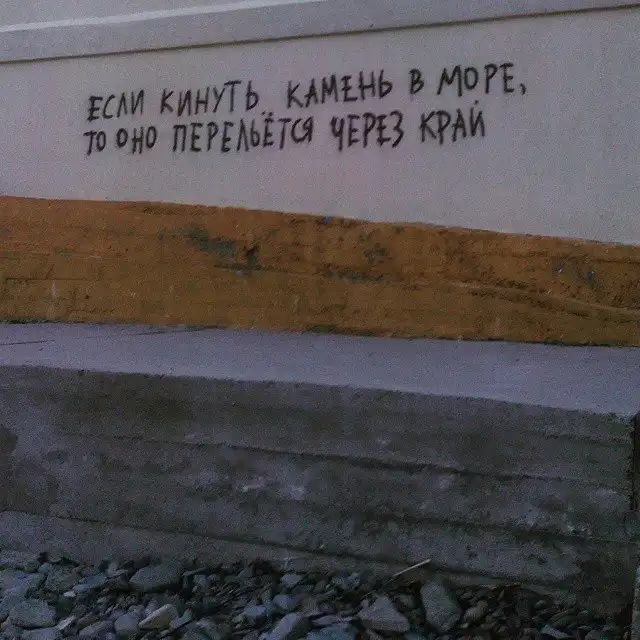 ЕСЛИ КИНУТЬ КАМЕНЬ В МОРЕ,
ТО ОНО ПЕРЕЛЬЁТСЯ ЧЕРЕЗ КРАЙ